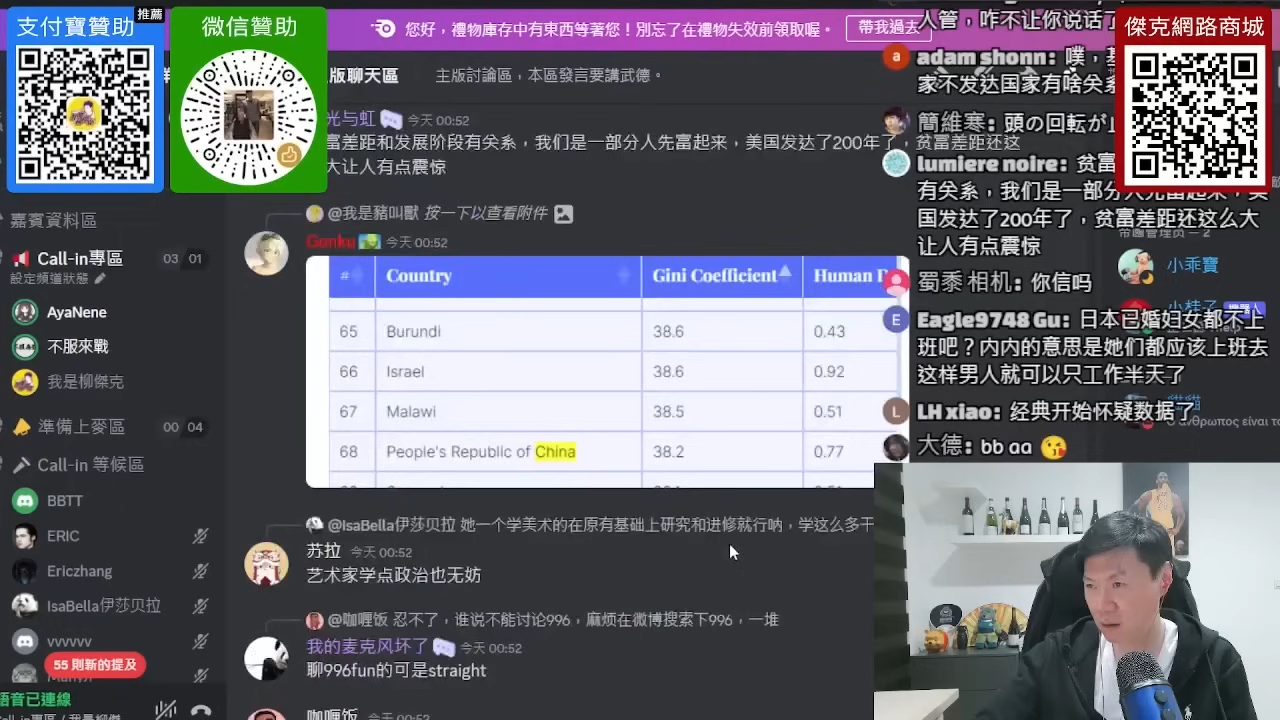 支付寶贊助
推薦
微信贊助
您好，禮物庫存中有東西等著您！別忘了在禮物失效前領取喔。
帶我過去
傑克網路商城
版聊天區
主版討論區，本區發言要講武德。
嘉賓資料區
Call-in專區
03 01
設定頻道狀態
AyaNene
不服來戰
我是柳傑克
準備上麥區
00 04
Call-in 等候區
BBTT
ERIC
Ericzhang
IsaBella伊莎贝拉
vvvvvv
55 則新的提及
語音已連線
光与虹 今天 00:52
富差距和发展阶段有关系，我们是一部分人先富起来，美国发达了200年了，贫富差距还这
大让人有点震惊
@我是豬叫獸 按一下以查看附件
Gonku 今天 00:52
# Country Gini Coefficient
65 Burundi 38.6 0.43
66 Israel 38.6 0.92
67 Malawi 38.5 0.51
68 People's Republic of China 38.2 0.77
@IsaBella伊莎贝拉 她一个学美术的在原有基础上研究和进修就行呐，学这么多干
苏拉 今天 00:52
艺术家学点政治也无妨
@咖喱饭 忍不了，谁说不能讨论996，麻烦在微博搜索下996，一堆
我的麦克风坏了 今天 00:52
聊996fun的可是straight
咖喱饭 今天 00:52
人管，咋不让你说话了
adam shonn: 噗，
家不发达国家有啥关系
簡維寒: 頭の回転が
lumiere noire: 贫富
有关系，我们是一部分人先富起来，美
国发达了200年了，贫富差距还这么大
让人有点震惊
蜀黍 相机: 你信吗
Eagle9748 Gu: 日本已婚妇女都不上
班吧？内内的意思是她们都应该上班去
这样男人就可以只工作半天了
LH xiao: 经典开始怀疑数据了
大德: bb aa
小乖寶
小桂子